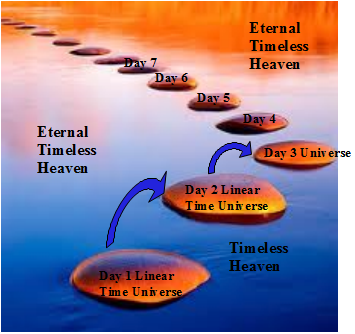 Eternal
Timeless
Heaven
Day 7
Day 6
Day 5
Day 4
Eternal
Timeless
Heaven
Day 3 Universe
Day 2 Linear
Time Universe
Timeless
Heaven
Day 1 Linear
Time Universe